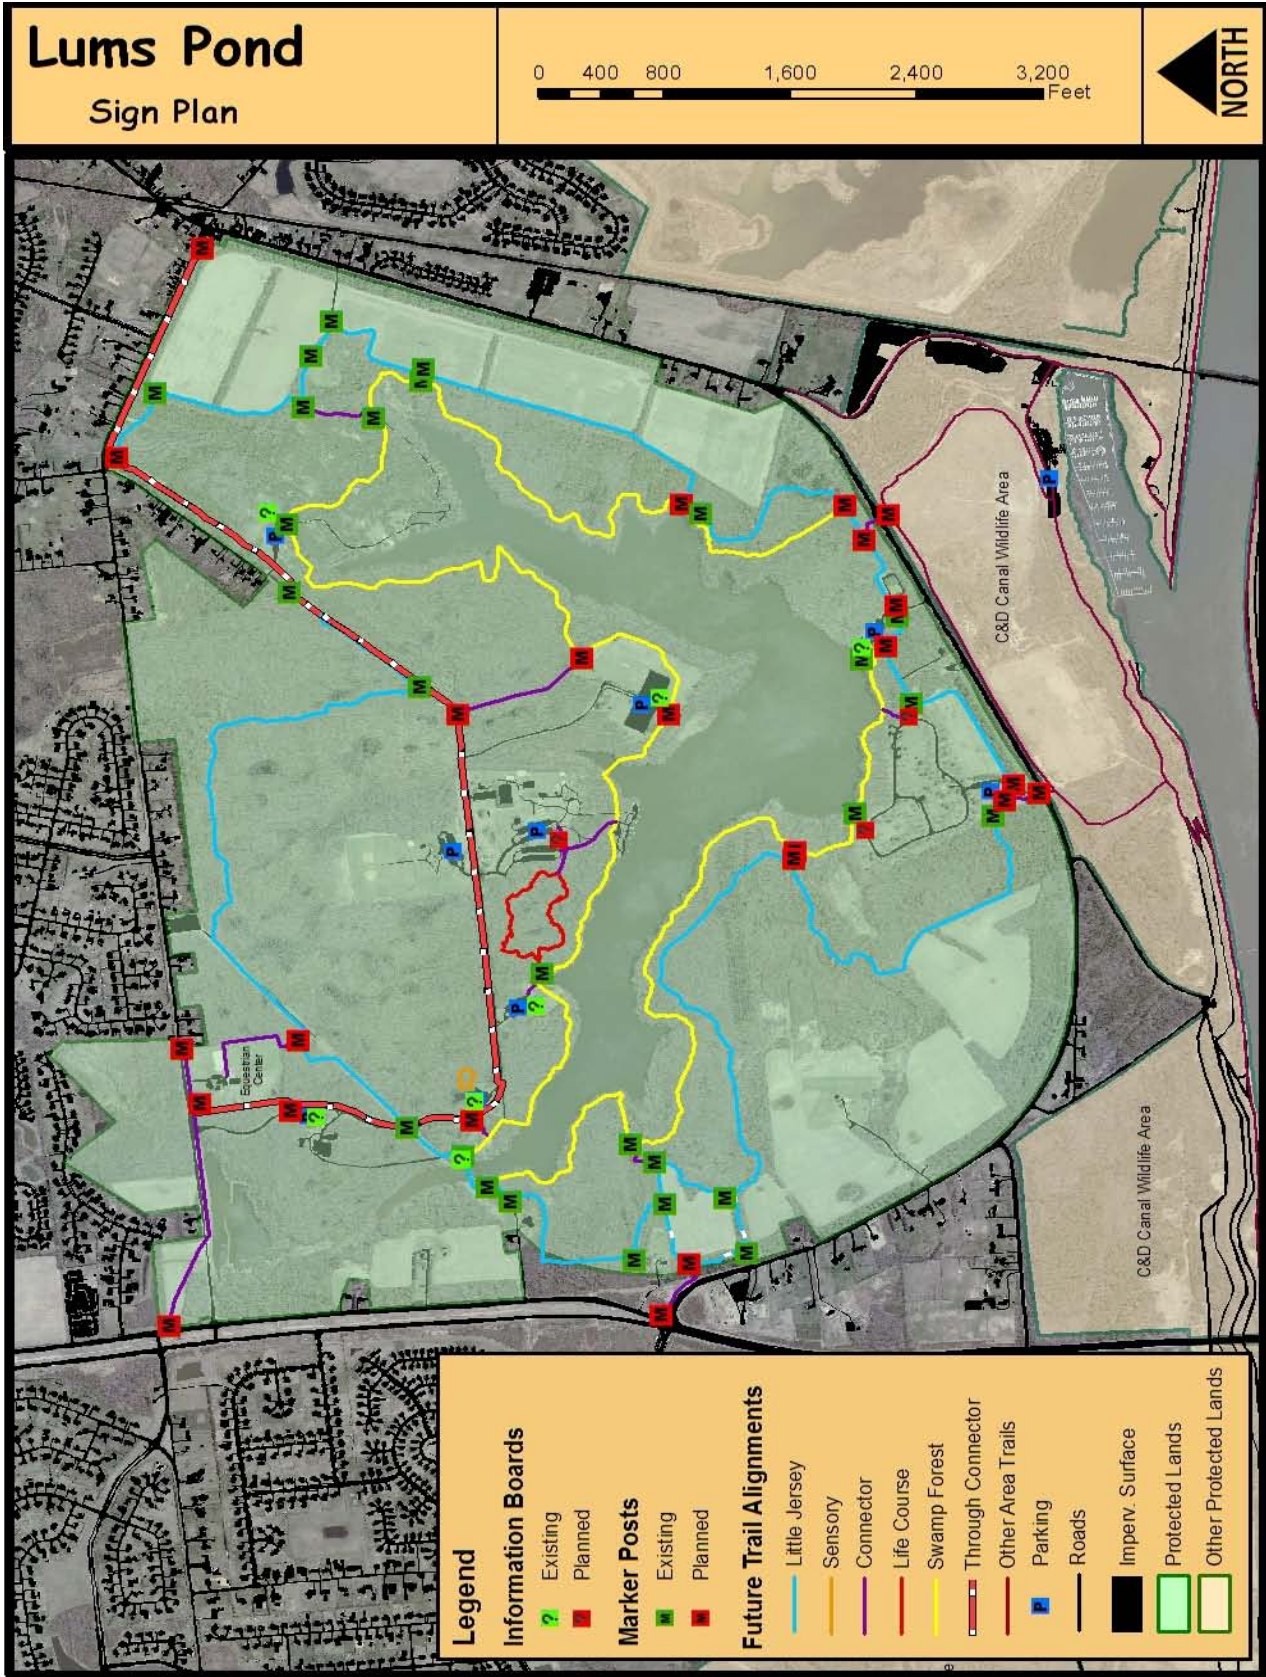 Lums Pond
Sign Plan
0 400 800 1,600 2,400 3,200
Feet
NORTH
Equestrian
Center
C&D Canal Wildlife Area
C&D Canal Wildlife Area
Legend
Information Boards
? Existing
? Planned
Marker Posts
M Existing
M Planned
Future Trail Alignments
Little Jersey
Sensory
Connector
Life Course
Swamp Forest
Through Connector
Other Area Trails
P Parking
Roads
Imperv. Surface
Protected Lands
Other Protected Lands